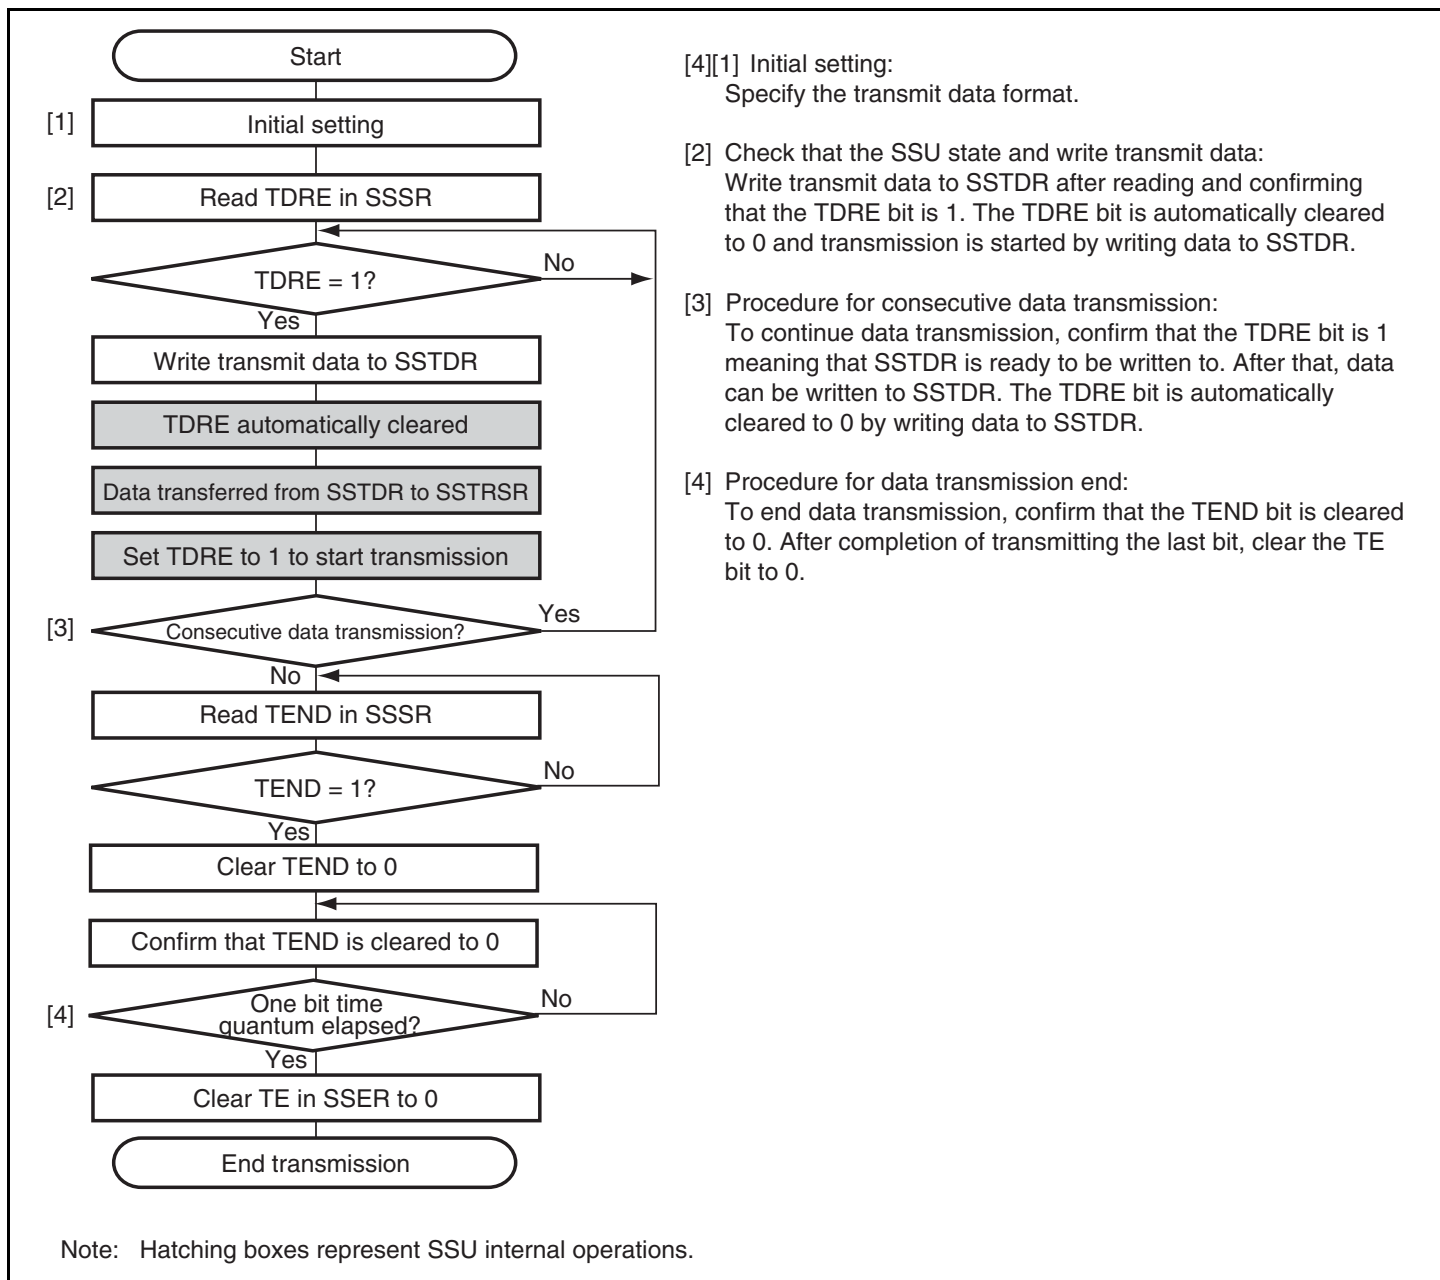 Start
[1] Initial setting
[2] Read TDRE in SSSR
TDRE = 1?
No
Yes
Write transmit data to SSTDR
TDRE automatically cleared
Data transferred from SSTDR to SSTRSR
Set TDRE to 1 to start transmission
[3] Consecutive data transmission?
Yes
No
Read TEND in SSSR
TEND = 1?
No
Yes
Clear TEND to 0
Confirm that TEND is cleared to 0
[4] One bit time
quantum elapsed?
No
Yes
Clear TE in SSER to 0
End transmission
[4][1] Initial setting:
Specify the transmit data format.
[2] Check that the SSU state and write transmit data:
Write transmit data to SSTDR after reading and confirming
that the TDRE bit is 1. The TDRE bit is automatically cleared
to 0 and transmission is started by writing data to SSTDR.
[3] Procedure for consecutive data transmission:
To continue data transmission, confirm that the TDRE bit is 1
meaning that SSTDR is ready to be written to. After that, data
can be written to SSTDR. The TDRE bit is automatically
cleared to 0 by writing data to SSTDR.
[4] Procedure for data transmission end:
To end data transmission, confirm that the TEND bit is cleared
to 0. After completion of transmitting the last bit, clear the TE
bit to 0.
Note: Hatching boxes represent SSU internal operations.